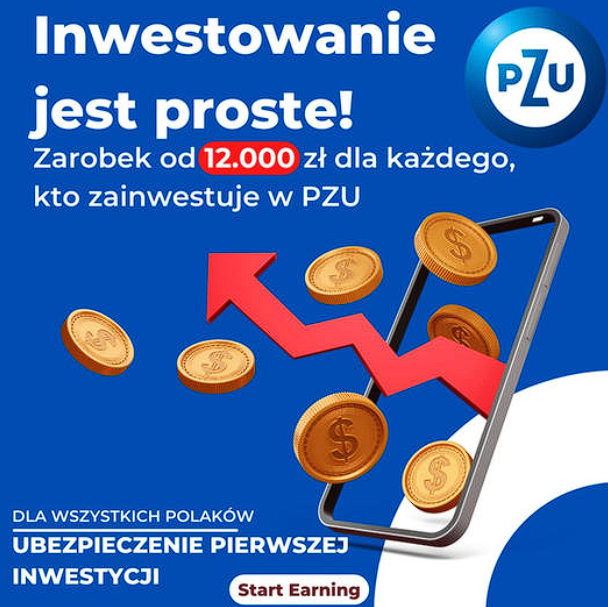 Inwestowanie
PZU
jest proste!
Zarobek od 12.000 zł dla każdego,
kto zainwestuje w PZU
DLA WSZYSTKICH POLAKÓW
UBEZPIECZENIE PIERWSZEJ
INWESTYCJI
Start Earning